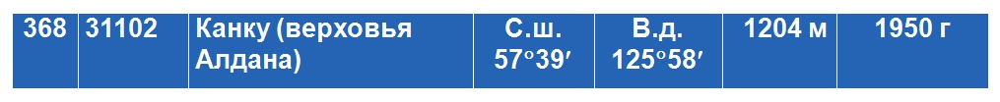 368 31102 Канку (верховья С.ш. В.д. 1204 м 1950 г
Алдана) 57°39′ 125°58′